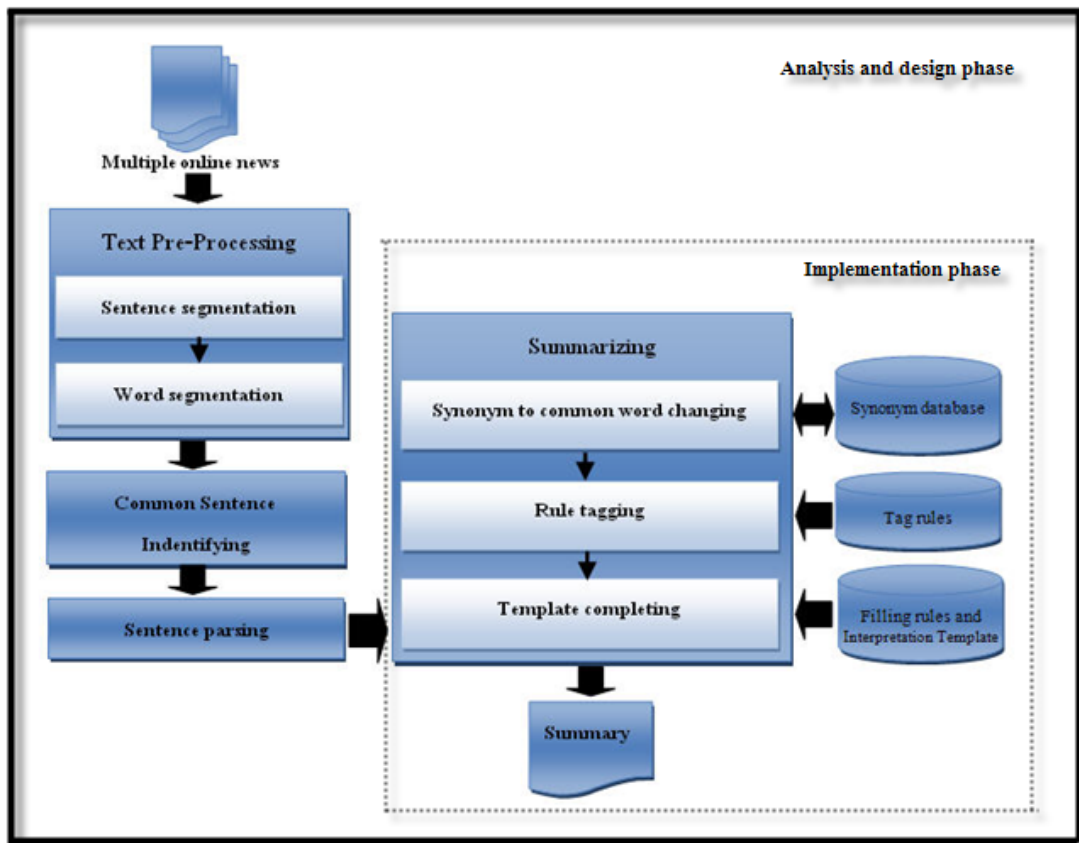 Analysis and design phase
Multiple online news
Text Pre-Processing
Sentence segmentation
Word segmentation
Common Sentence
Indentifying
Sentence parsing
Implementation phase
Summarizing
Synonym to common word changing
Rule tagging
Template completing
Synonym database
Tag rules
Filling rules and
Interpretation Template
Summary